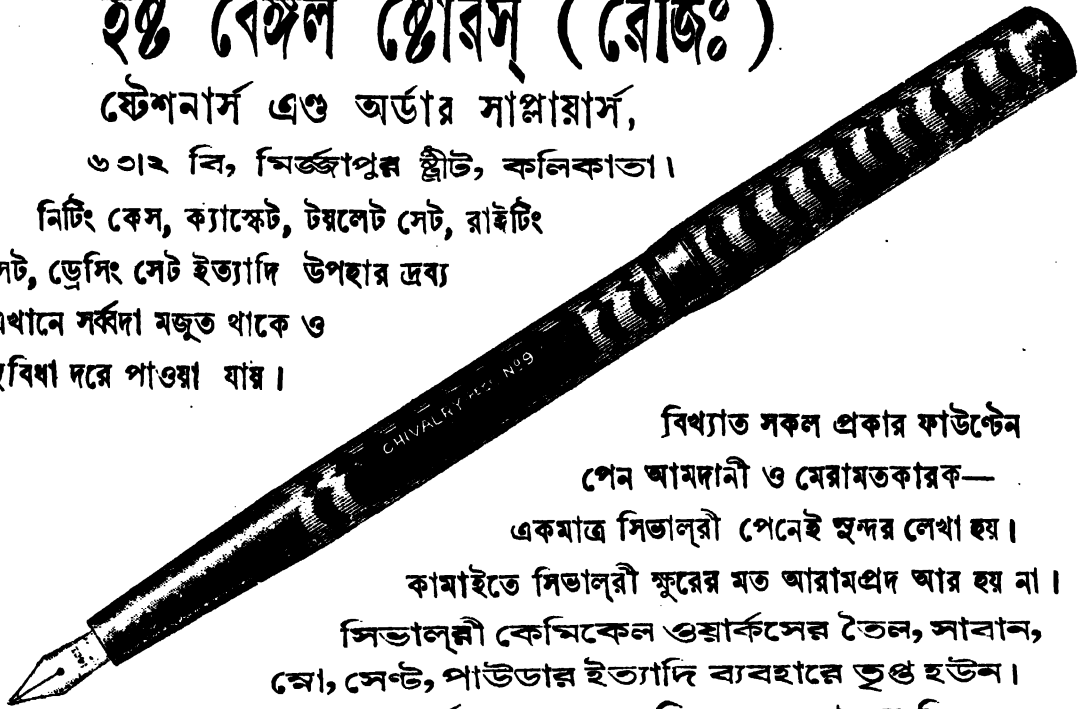 ইষ্ট বেঙ্গল ষ্টোরস্ (রেজিঃ)
ষ্টেশনার্স এণ্ড অর্ডার সাপ্লায়ার্স,
৬৩৷২ বি, মির্জ্জাপুর ষ্ট্রীট, কলিকাতা।
নিটিং কেস, ক্যাস্কেট, টয়লেট সেট, রাইটিং
সেট, ড্রেসিং সেট ইত্যাদি উপহার দ্রব্য
এখানে সর্ব্বদা মজুত থাকে ও
সুবিধা দরে পাওয়া যায়।
CHIVALRY No 9
বিখ্যাত সকল প্রকার ফাউণ্টেন
পেন আমদানী ও মেরামতকারক—
একমাত্র সিভাল্‌রী পেনেই সুন্দর লেখা হয়।
কামাইতে সিভাল্‌রী ক্ষুরের মত আরামপ্রদ আর হয় না।
সিভাল্‌রী কেমিকেল ওয়ার্কসের তৈল, সাবান,
স্নো, সেণ্ট, পাউডার ইত্যাদি ব্যবহারে তৃপ্ত হউন।